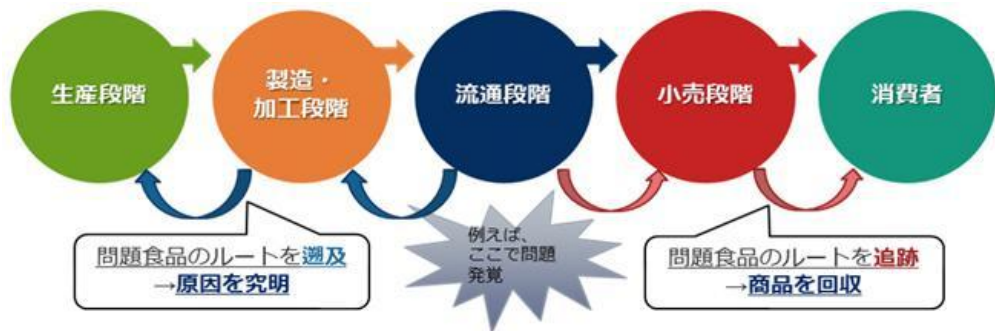 生産段階
製造・
加工段階
流通段階
小売段階
消費者
問題食品のルートを遡及
→原因を究明
例えば、
ここで問題
発覚
問題食品のルートを追跡
→商品を回収